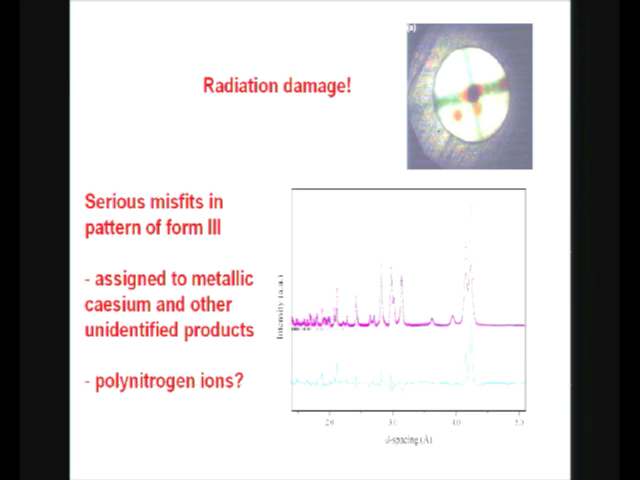 Radiation damage!
Serious misfits in
pattern of form III
- assigned to metallic
caesium and other
unidentified products
- polynitrogen ions?
Intensity (a.u.)
2.0 3.0 4.0 5.0
d-spacing (Å)